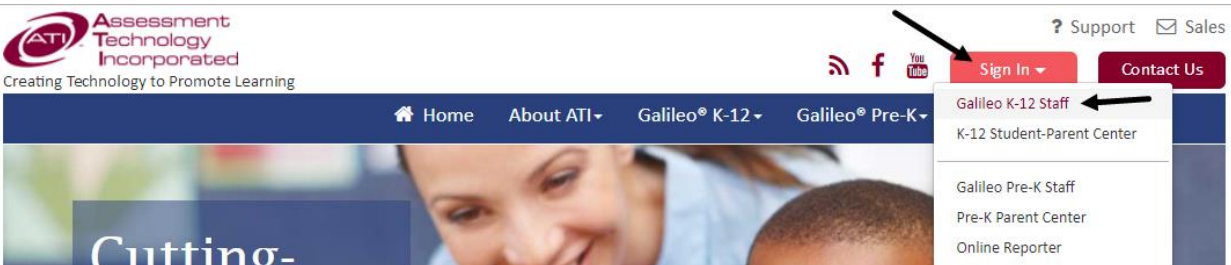 ATI
Assessment
Technology
Incorporated
Creating Technology to Promote Learning
? Support Sales
You
Tube
Sign In Contact Us
Home About ATI Galileo® K-12 Galileo® Pre-K
Galileo K-12 Staff
K-12 Student-Parent Center
Galileo Pre-K Staff
Pre-K Parent Center
Online Reporter
Cutting-